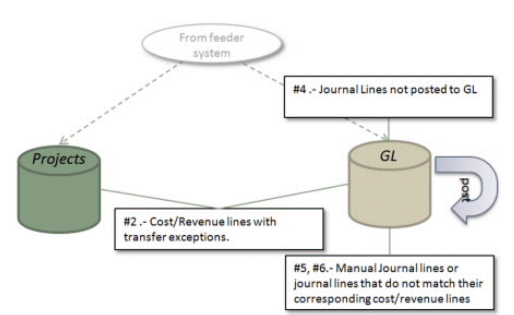 From feeder
system
#4 .- Journal Lines not posted to GL
Projects
GL
post
#2 .- Cost/Revenue lines with
transfer exceptions.
#5, #6.- Manual Journal lines or
journal lines that do not match their
corresponding cost/revenue lines